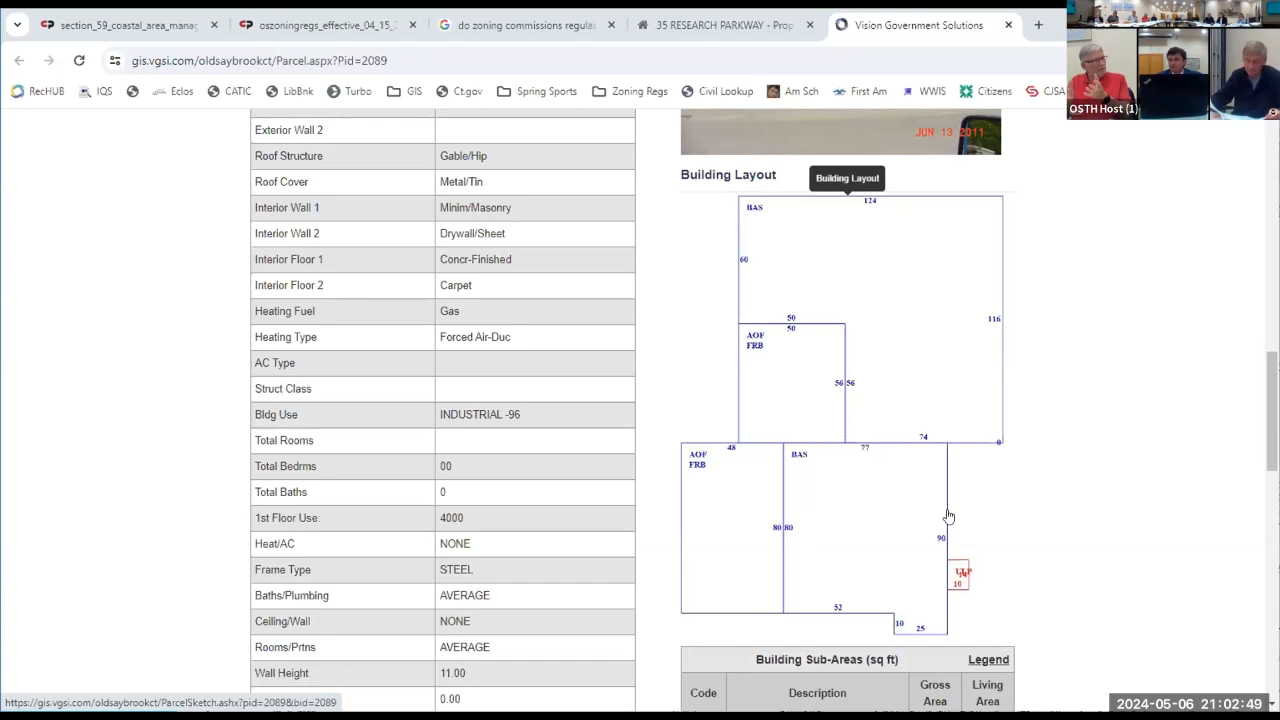 section_59_coastal_area_manag
oszoningregs_effective_14_15.
do zoning commissions regular
35 RESEARCH PARKWAY - Prop
Vision Government Solutions
gis.vgsi.com/oldsaybrookct/Parcel.aspx?Pid=2089
RecHUB IQS Eclos CATIC LibBnk Turbo GIS Ct.gov Spring Sports Zoning Regs Civil Lookup Am Sch First Am WWIS Citizens CJSA
OSTH Host (1)
Exterior Wall 2
Roof Structure Gable/Hip
Roof Cover Metal/Tin
Interior Wall 1 Minim/Masonry
Interior Wall 2 Drywall/Sheet
Interior Floor 1 Concr-Finished
Interior Floor 2 Carpet
Heating Fuel Gas
Heating Type Forced Air-Duc
AC Type
Struct Class
Bldg Use INDUSTRIAL -96
Total Rooms
Total Bedrms 00
Total Baths 0
1st Floor Use: 4000
Heat/AC NONE
Frame Type STEEL
Baths/Plumbing AVERAGE
Ceiling/Wall NONE
Rooms/Prtns AVERAGE
Wall Height 11.00
0.00
JUN 13 2011
Building Layout
Building Layout
124
BAS
60
116
50
50
AOF
FRB
56 56
74
0
48
77
AOF
FRB
BAS
80 80
90
10
52
10
25
Building Sub-Areas (sq ft) Legend
Code Description Gross Area Living Area
https://gis.vgsi.com/oldsaybrookct/ParcelSketch.ashx?pid=2089&bid=2089
2024-05-06 21:02:49